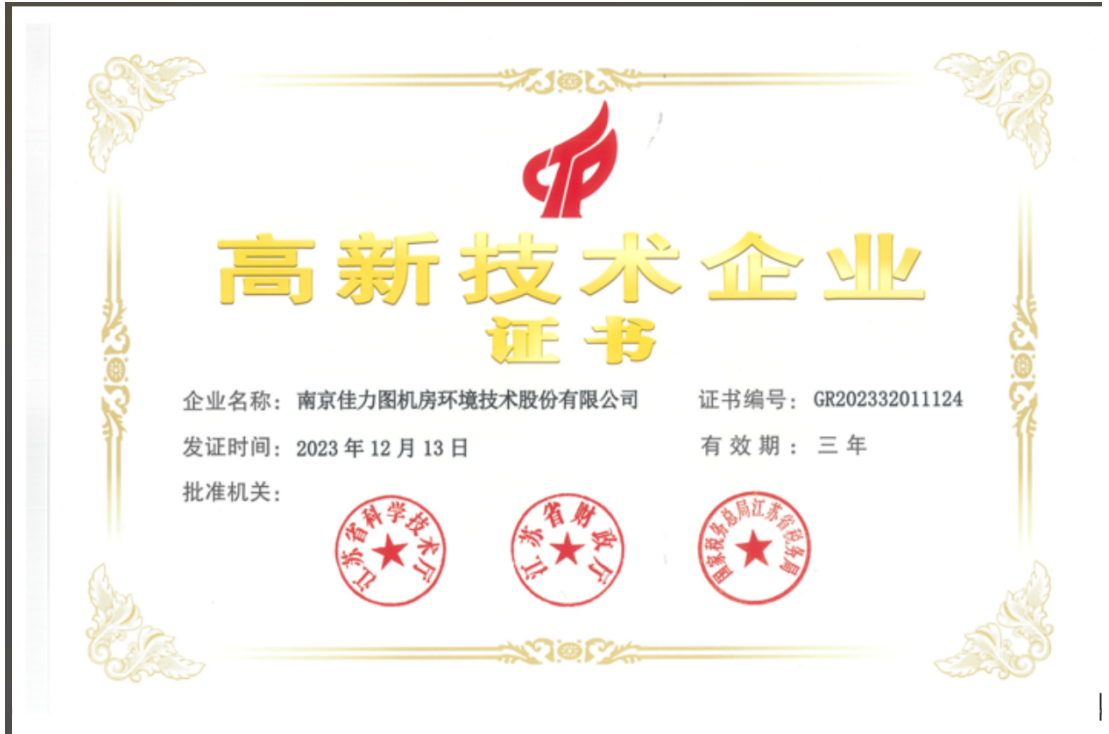 高新技术企业
证书
企业名称：南京佳力图机房环境技术股份有限公司 证书编号：GR202332011124
发证时间：2023年12月13日 有效期：三年
批准机关：
江苏省科学技术厅
江苏省财政厅
国家税务总局江苏省税务局